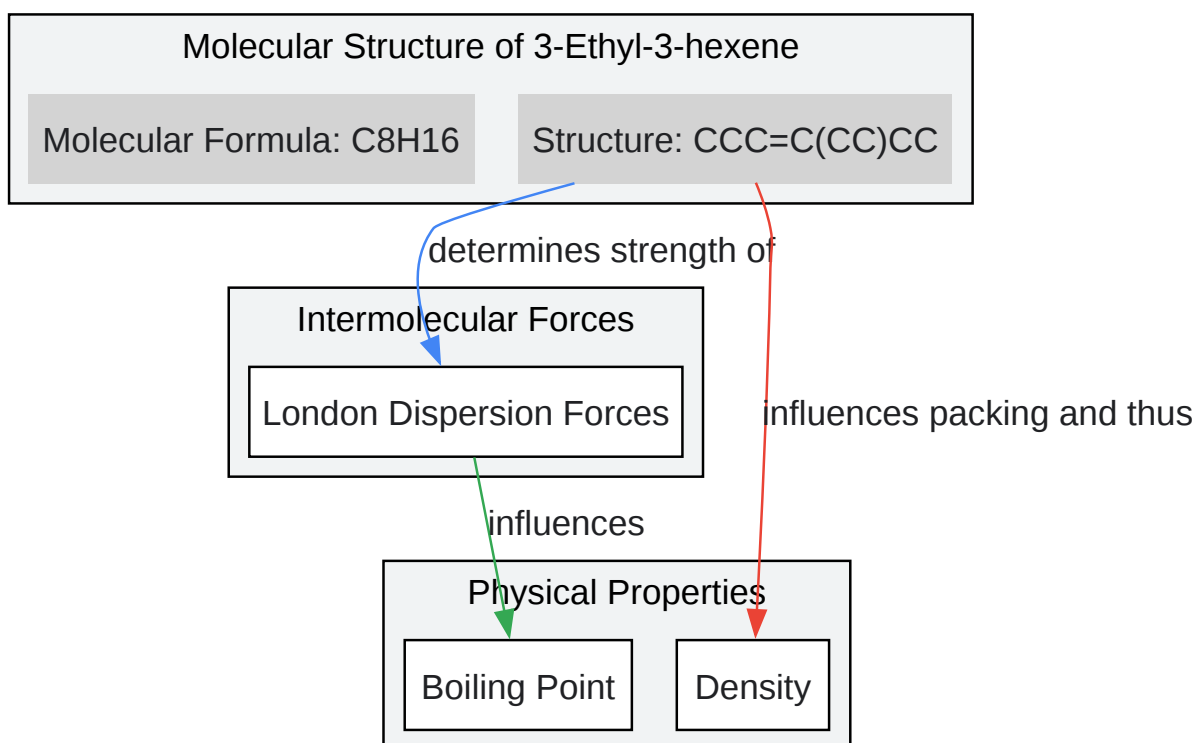 Molecular Structure of 3-Ethyl-3-hexene
Molecular Formula: C8H16
Structure: CCC=C(CC)CC
determines strength of
Intermolecular Forces
London Dispersion Forces
influences packing and thus
influences
Physical Properties
Boiling Point
Density